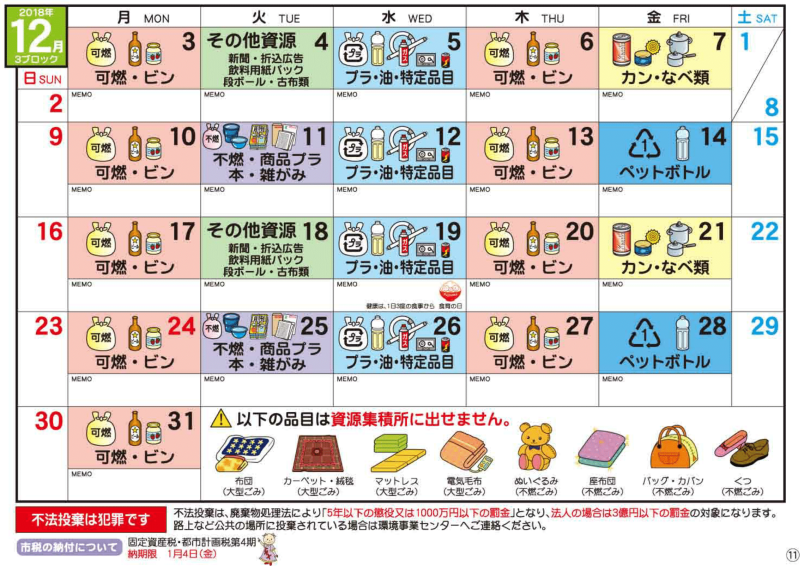 2018年
12月
3ブロック
日 SUN
月 MON
火 TUE
水 WED
木 THU
金 FRI
土 SAT
可燃
3
可燃・ビン
MEMO
その他資源 4
新聞・折込広告
飲料用紙パック
段ボール・古布類
MEMO
プラ
5
プラ・油・特定品目
MEMO
可燃
6
可燃・ビン
MEMO
7
カン・なべ類
MEMO
1
2
8
9
可燃
10
可燃・ビン
MEMO
不燃
11
不燃・商品プラ
本・雑がみ
MEMO
プラ
12
プラ・油・特定品目
MEMO
可燃
13
可燃・ビン
MEMO
1
14
ペットボトル
MEMO
15
16
可燃
17
可燃・ビン
MEMO
その他資源 18
新聞・折込広告
飲料用紙パック
段ボール・古布類
MEMO
プラ
19
プラ・油・特定品目
MEMO
健康は、1日3度の食事から 食育の日
可燃
20
可燃・ビン
MEMO
21
カン・なべ類
MEMO
22
23
可燃
24
可燃・ビン
MEMO
不燃
25
不燃・商品プラ
本・雑がみ
MEMO
プラ
26
プラ・油・特定品目
MEMO
可燃
27
可燃・ビン
MEMO
1
28
ペットボトル
MEMO
29
30
可燃
31
可燃・ビン
MEMO
以下の品目は資源集積所に出せません。
布団
(大型ごみ)
カーペット・絨毯
(大型ごみ)
マットレス
(大型ごみ)
電気毛布
(大型ごみ)
ぬいぐるみ
(不燃ごみ)
座布団
(不燃ごみ)
バッグ・カバン
(不燃ごみ)
くつ
(不燃ごみ)
不法投棄は犯罪です
不法投棄は、廃棄物処理法により「5年以下の懲役又は1000万円以下の罰金」となり、法人の場合は3億円以下の罰金の対象になります。
路上など公共の場所に投棄されている場合は環境事業センターへご連絡ください。
市税の納付について
固定資産税・都市計画税第4期
納期限 1月4日(金)
11